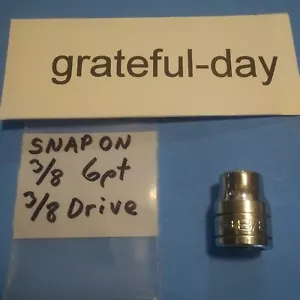 grateful-day
SNAP ON
3/8 6pt
3/8 Drive